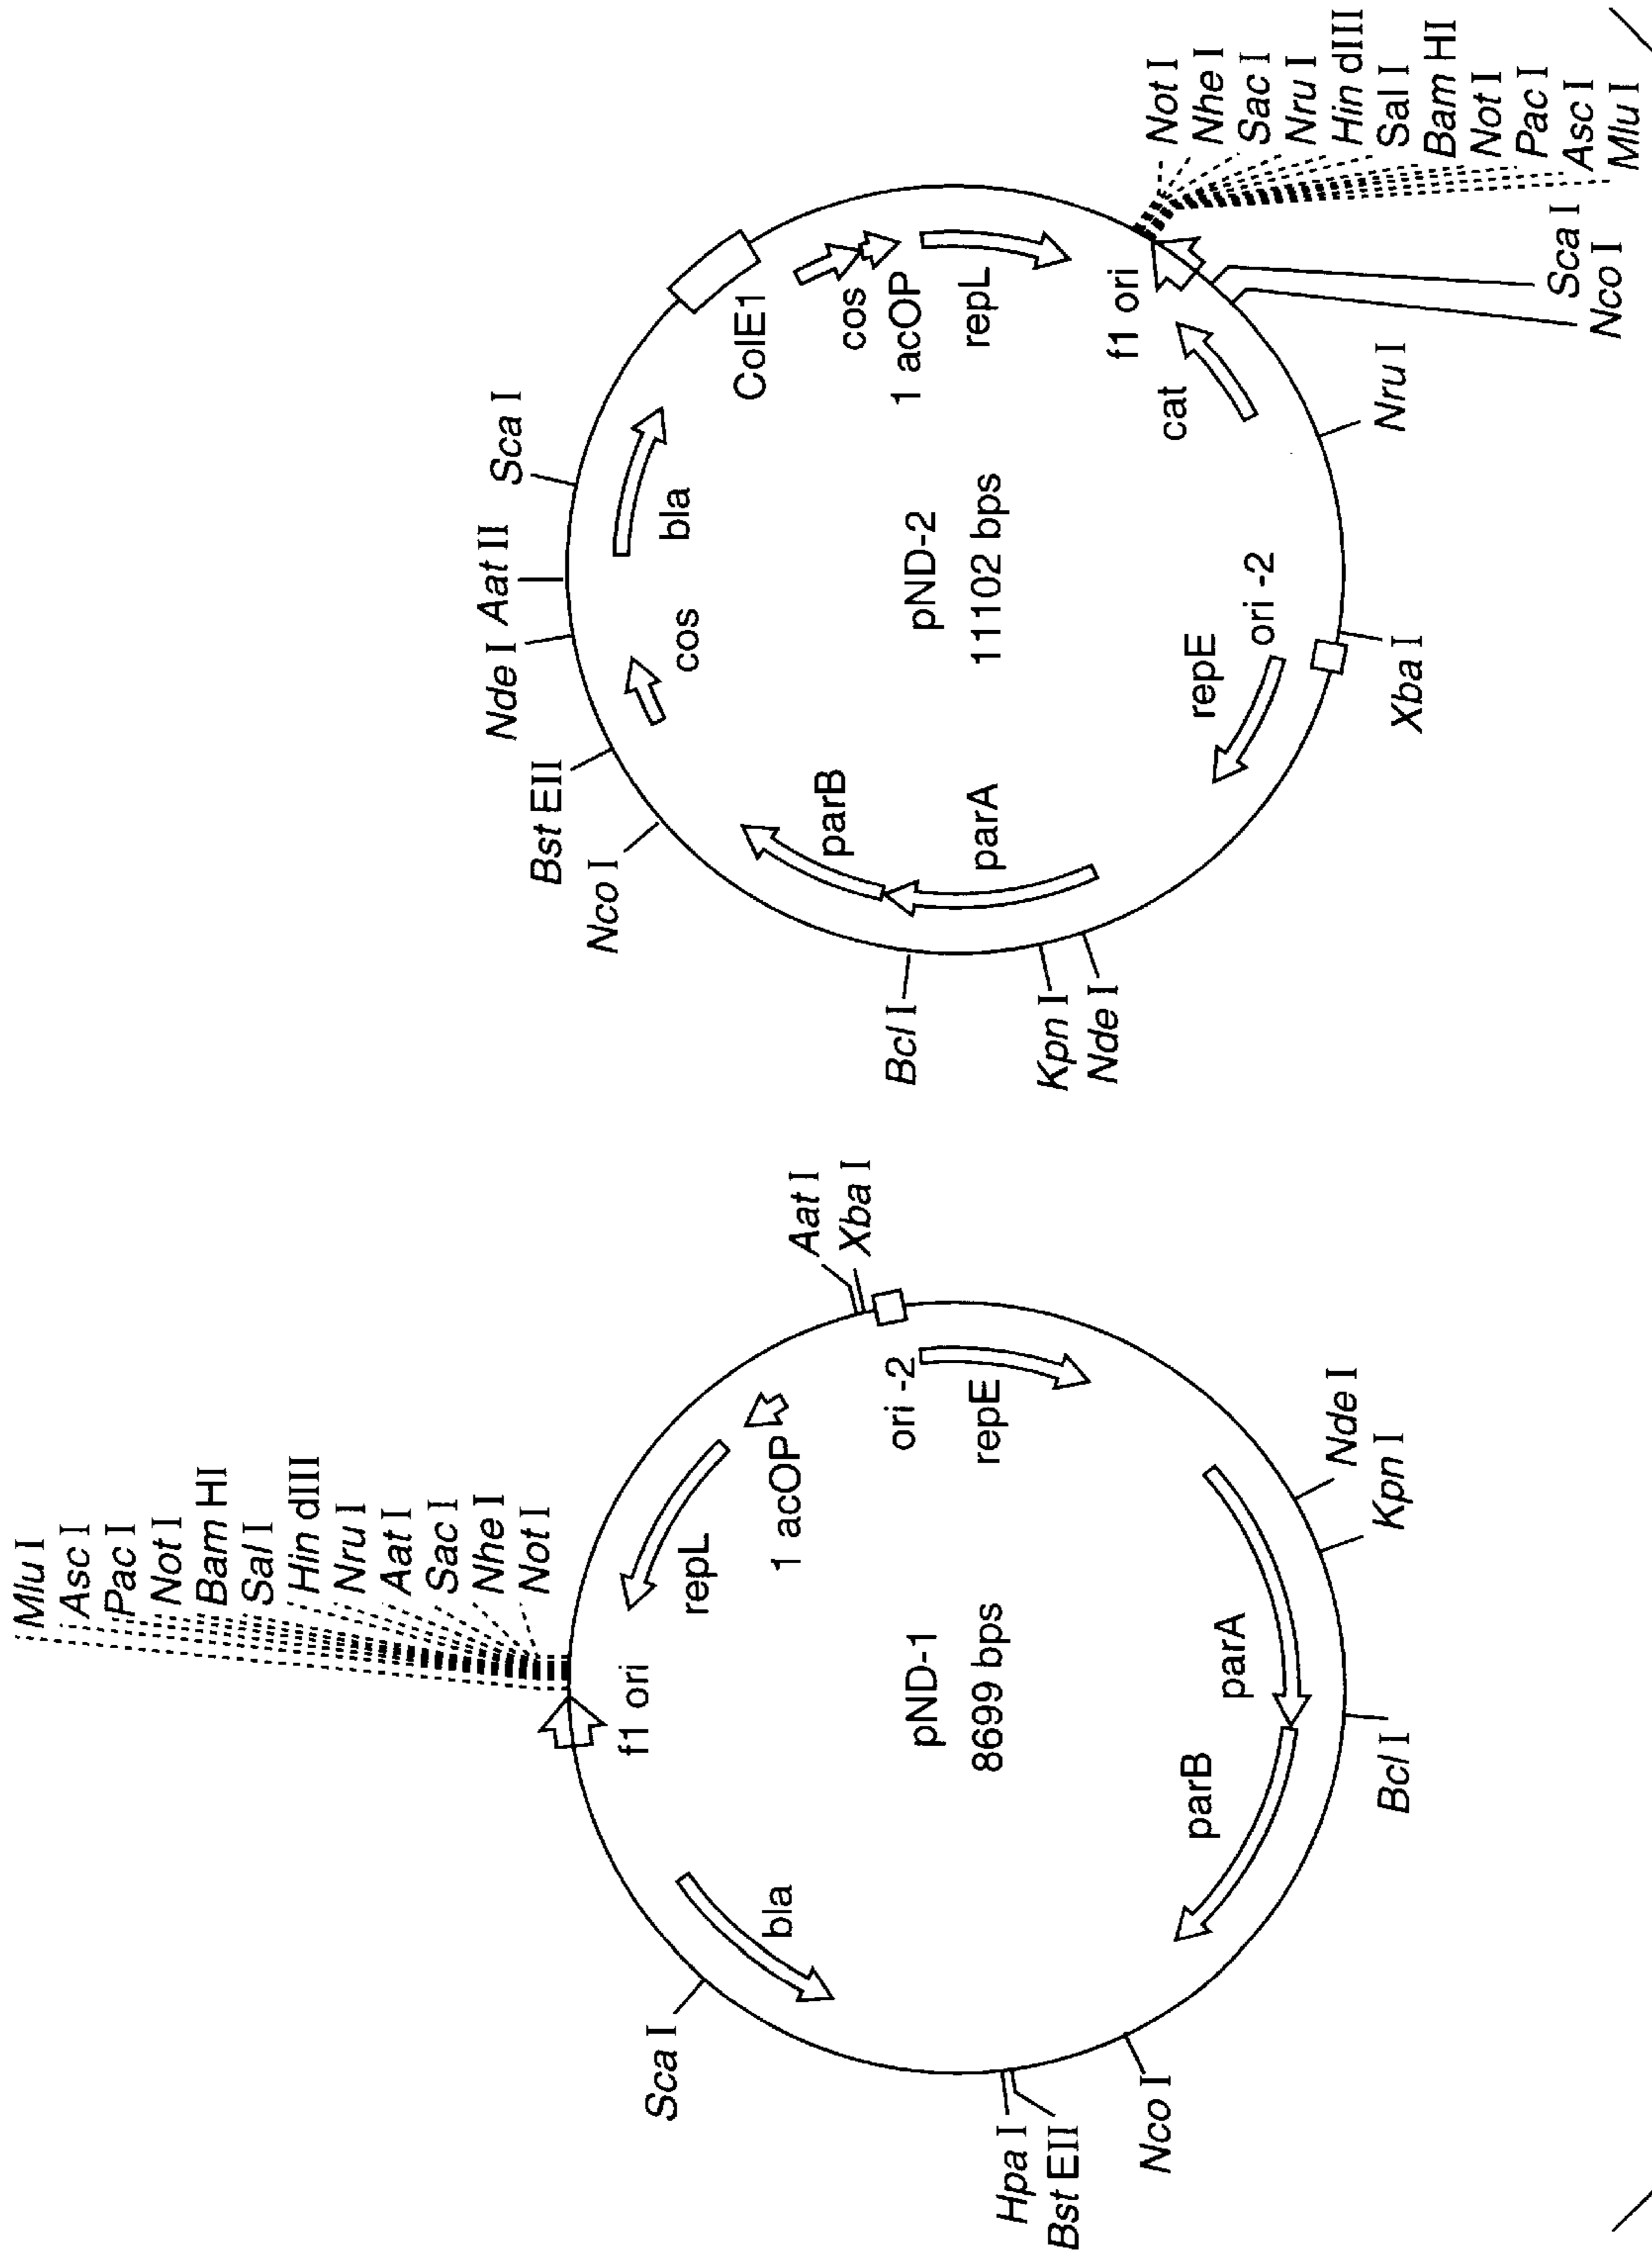 Mlu I
Asc I
Pac I
Not I
Bam HI
Sal I
Hin dIII
Nru I
Aat I
Sac I
Nhe I
Not I
f1 ori
repL
1 acOP
Aat I
Xba I
ori -2
repE
Nde I
Kpn I
parA
Bcl I
parB
Nco I
Bst EII
Hpa I
Sca I
bla
pND-1
8699 bps
Nde I
Aat II
Sca I
cos
bla
ColE1
cos
1 acOP
repL
f1 ori
Not I
Nhe I
Sac I
Nru I
Hin dIII
Sal I
Bam HI
Not I
Pac I
Asc I
Mlu I
Sca I
Nco I
cat
Nru I
ori -2
repE
Xba I
parA
parB
Nde I
Kpn I
Bcl I
Nco I
Bst EII
pND-2
11102 bps